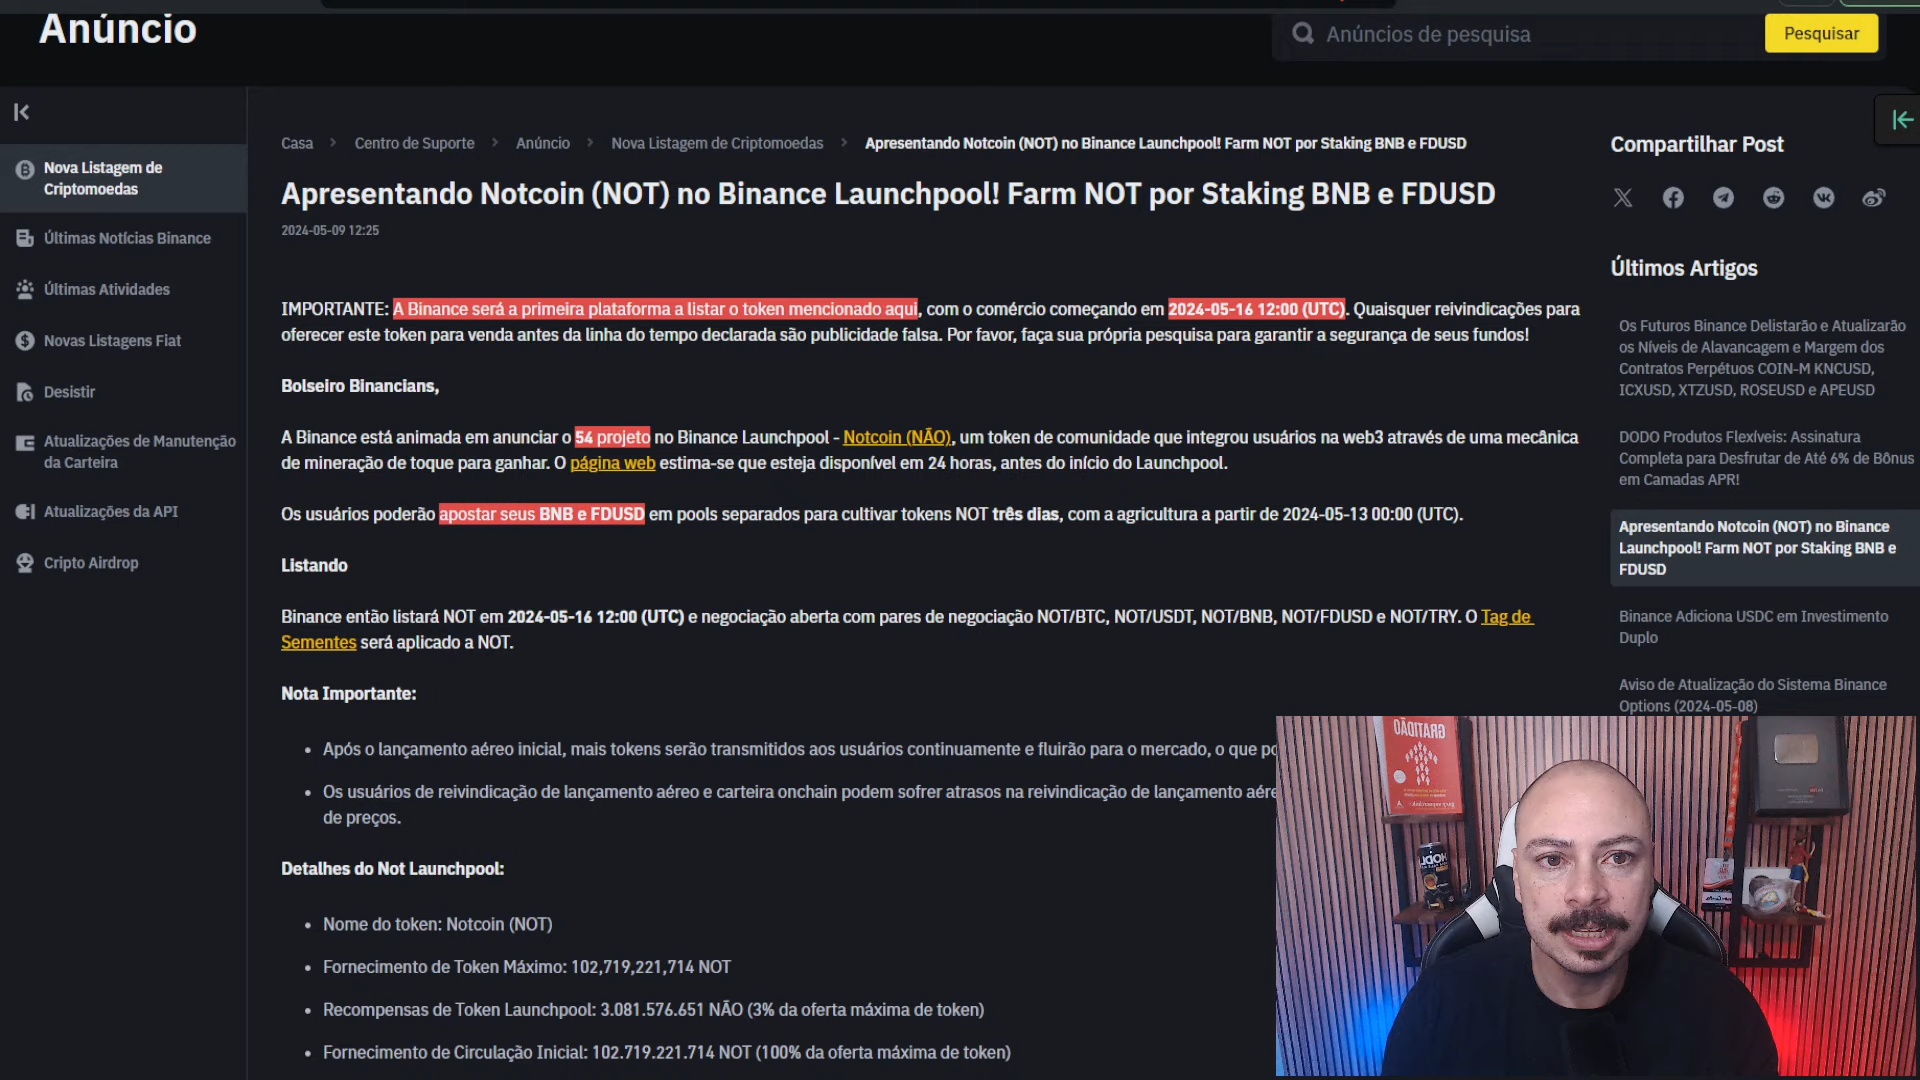 Anúncio
Anúncios de pesquisa
Pesquisar
Nova Listagem de
Criptomoedas
Últimas Notícias Binance
Últimas Atividades
Novas Listagens Fiat
Desistir
Atualizações de Manutenção
da Carteira
Atualizações da API
Cripto Airdrop
Casa > Centro de Suporte > Anúncio > Nova Listagem de Criptomoedas > Apresentando Notcoin (NOT) no Binance Launchpool! Farm NOT por Staking BNB e FDUSD
Apresentando Notcoin (NOT) no Binance Launchpool! Farm NOT por Staking BNB e FDUSD
2024-05-09 12:25
IMPORTANTE: A Binance será a primeira plataforma a listar o token mencionado aqui, com o comércio começando em 2024-05-16 12:00 (UTC). Quaisquer reivindicações para
oferecer este token para venda antes da linha do tempo declarada são publicidade falsa. Por favor, faça sua própria pesquisa para garantir a segurança de seus fundos!
Bolseiro Binancians,
A Binance está animada em anunciar o 54 projeto no Binance Launchpool - Notcoin (NÃO), um token de comunidade que integrou usuários na web3 através de uma mecânica
de mineração de toque para ganhar. O página web estima-se que esteja disponível em 24 horas, antes do início do Launchpool.
Os usuários poderão apostar seus BNB e FDUSD em pools separados para cultivar tokens NOT três dias, com a agricultura a partir de 2024-05-13 00:00 (UTC).
Listando
Binance então listará NOT em 2024-05-16 12:00 (UTC) e negociação aberta com pares de negociação NOT/BTC, NOT/USDT, NOT/BNB, NOT/FDUSD e NOT/TRY. O Tag de
Sementes será aplicado a NOT.
Nota Importante:
• Após o lançamento aéreo inicial, mais tokens serão transmitidos aos usuários continuamente e fluirão para o mercado, o que
• Os usuários de reivindicação de lançamento aéreo e carteira onchain podem sofrer atrasos na reivindicação de lançamento
de preços.
Detalhes do Not Launchpool:
• Nome do token: Notcoin (NOT)
• Fornecimento de Token Máximo: 102,719,221,714 NOT
• Recompensas de Token Launchpool: 3.081.576.651 NÃO (3% da oferta máxima de token)
• Fornecimento de Circulação Inicial: 102.719.221.714 NOT (100% da oferta máxima de token)
Compartilhar Post
Últimos Artigos
Os Futuros Binance Delistarão e Atualizarão
os Níveis de Alavancagem e Margem dos
Contratos Perpétuos COIN-M KNCUSD,
ICXUSD, XTZUSD, ROSEUSD e APEUSD
DODO Produtos Flexíveis: Assinatura
Completa para Desfrutar de Até 6% de Bônus
em Camadas APR!
Apresentando Notcoin (NOT) no Binance
Launchpool! Farm NOT por Staking BNB e
FDUSD
Binance Adiciona USDC em Investimento
Duplo
Aviso de Atualização do Sistema Binance
Options (2024-05-08)
GRATIDÃO